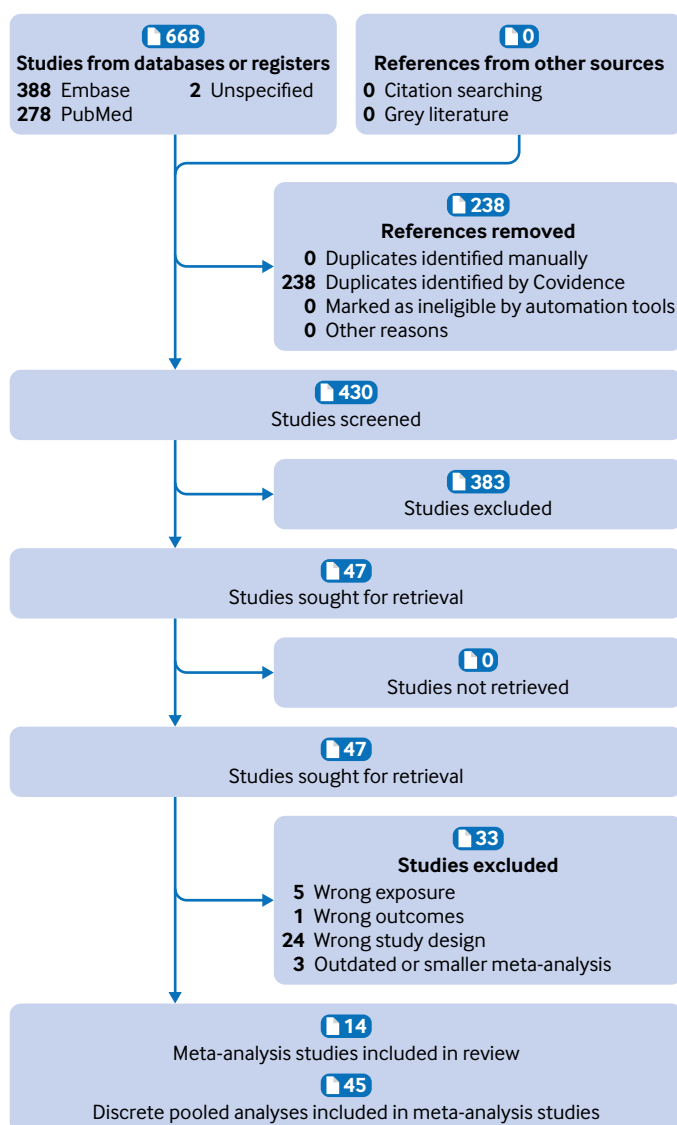 668
Studies from databases or registers
388 Embase 2 Unspecified
278 PubMed
0
References from other sources
0 Citation searching
0 Grey literature
238
References removed
0 Duplicates identified manually
238 Duplicates identified by Covidence
0 Marked as ineligible by automation tools
0 Other reasons
430
Studies screened
383
Studies excluded
47
Studies sought for retrieval
0
Studies not retrieved
47
Studies sought for retrieval
33
Studies excluded
5 Wrong exposure
1 Wrong outcomes
24 Wrong study design
3 Outdated or smaller meta-analysis
14
Meta-analysis studies included in review
45
Discrete pooled analyses included in meta-analysis studies